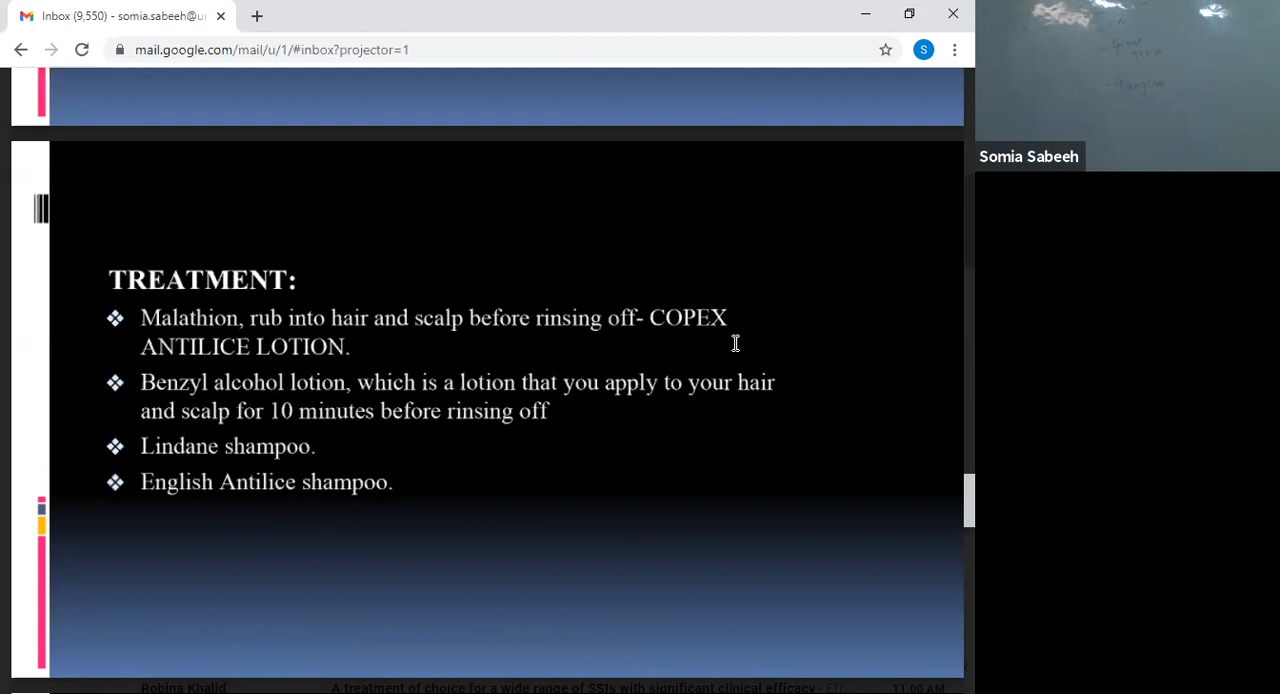 Inbox (9,550) - somia.sabeeh@u
mail.google.com/mail/u/1/#inbox?projector=1
S
Somia Sabeeh
TREATMENT:
❖ Malathion, rub into hair and scalp before rinsing off- COPEX
ANTILICE LOTION.
❖ Benzyl alcohol lotion, which is a lotion that you apply to your hair
and scalp for 10 minutes before rinsing off
❖ Lindane shampoo.
❖ English Antilice shampoo.
Robina Khalid A treatment of choice for a wide range of SSIs with significant clinical efficacy - 11:00 AM